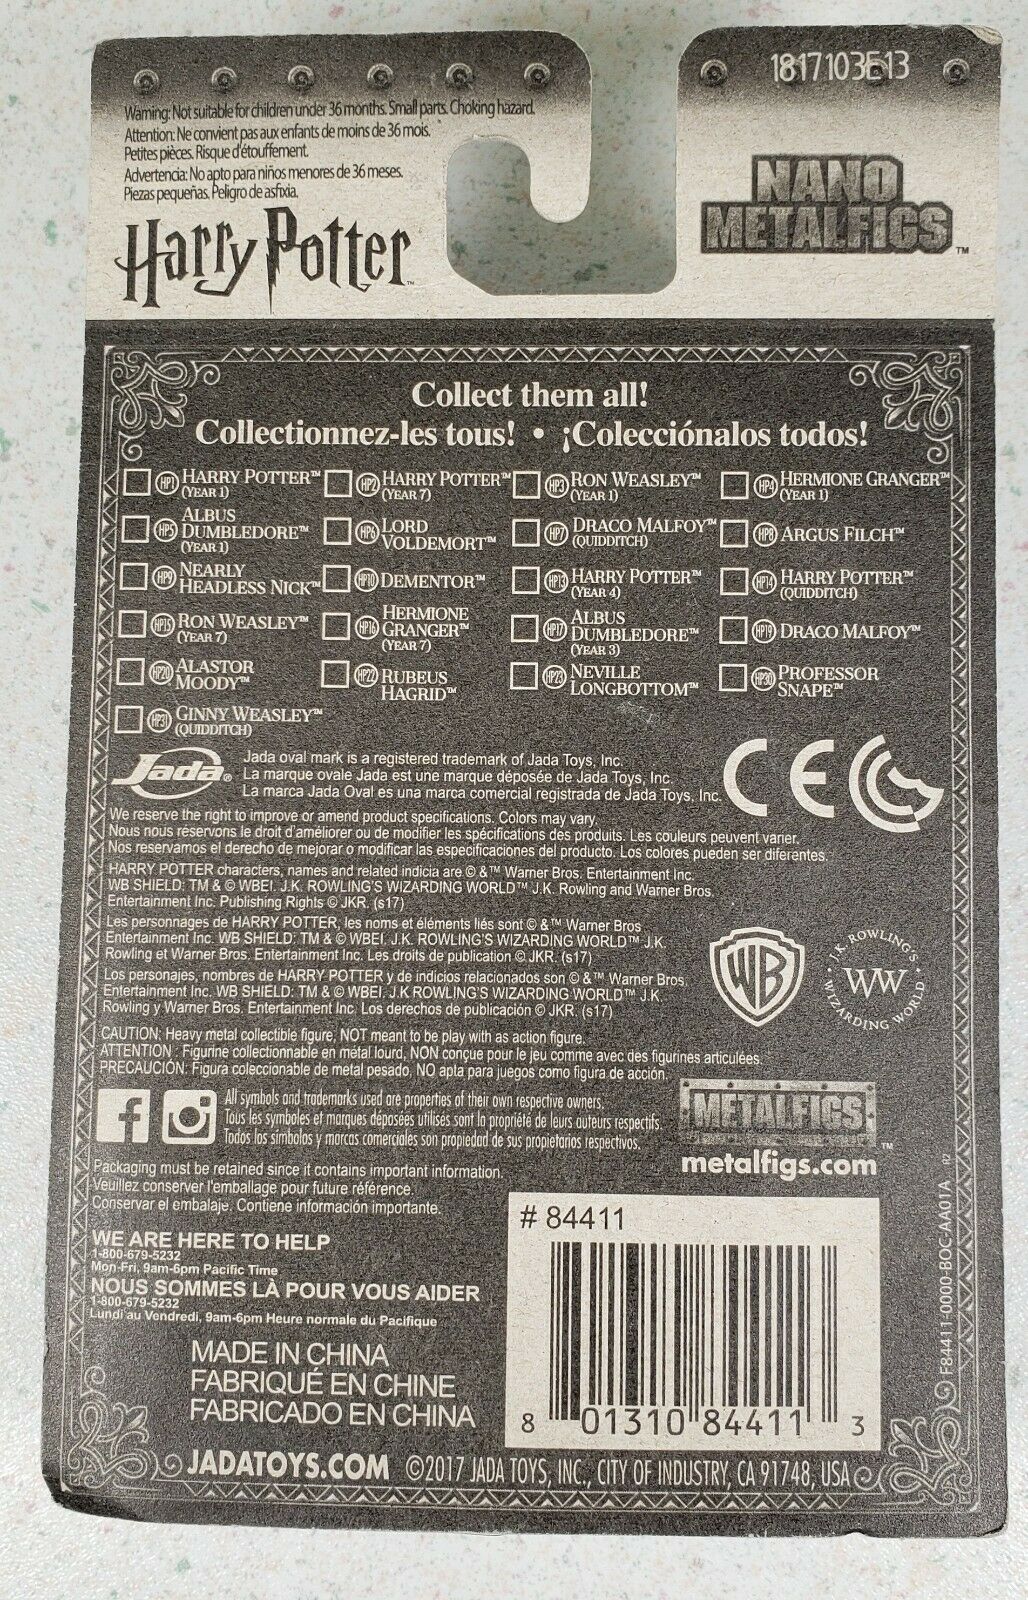 1817103E13
Warning: Not suitable for children under 36 months. Small parts. Choking hazard.
Attention: Ne convient pas aux enfants de moins de 36 mois.
Petites pièces. Risque d'étouffement.
Advertencia: No apto para niños menores de 36 meses.
Piezas pequeñas. Peligro de asfixia.
Harry Potter™
NANO
METALFIGS™
Collect them all!
Collectionnez-les tous! • ¡Colecciónalos todos!
HP1 HARRY POTTER™ (YEAR 1)
HP2 HARRY POTTER™ (YEAR 7)
HP3 RON WEASLEY™ (YEAR 1)
HP4 HERMIONE GRANGER™ (YEAR 1)
HP5 ALBUS DUMBLEDORE™ (YEAR 1)
HP6 LORD VOLDEMORT™
HP7 DRACO MALFOY™ (QUIDDITCH)
HP8 ARGUS FILCH™
HP9 NEARLY HEADLESS NICK™
HP10 DEMENTOR™
HP13 HARRY POTTER™ (YEAR 4)
HP14 HARRY POTTER™ (QUIDDITCH)
HP15 RON WEASLEY™ (YEAR 7)
HP16 HERMIONE GRANGER™ (YEAR 7)
HP17 ALBUS DUMBLEDORE™ (YEAR 3)
HP19 DRACO MALFOY™
HP20 ALASTOR MOODY™
HP22 RUBEUS HAGRID™
HP23 NEVILLE LONGBOTTOM™
HP30 PROFESSOR SNAPE™
HP31 GINNY WEASLEY™ (QUIDDITCH)
Jada®
Jada oval mark is a registered trademark of Jada Toys, Inc.
La marque ovale Jada est une marque déposée de Jada Toys, Inc.
La marca Jada Oval es una marca comercial registrada de Jada Toys, Inc.
CE
We reserve the right to improve or amend product specifications. Colors may vary.
Nous nous réservons le droit d'améliorer ou de modifier les spécifications des produits. Les couleurs peuvent varier.
Nos reservamos el derecho de mejorar o modificar las especificaciones del producto. Los colores pueden ser diferentes.
HARRY POTTER characters, names and related indicia are © & ™ Warner Bros. Entertainment Inc.
WB SHIELD: TM & © WBEI. J.K. ROWLING'S WIZARDING WORLD™ J.K. Rowling and Warner Bros.
Entertainment Inc. Publishing Rights © JKR. (s17)
Les personnages de HARRY POTTER, les noms et éléments liés sont © & ™ Warner Bros
Entertainment Inc. WB SHIELD: TM & © WBEI. J.K. ROWLING'S WIZARDING WORLD™ J.K.
Rowling et Warner Bros. Entertainment Inc. Les droits de publication © JKR. (s17)
Los personajes, nombres de HARRY POTTER y de indicios relacionados son © & ™ Warner Bros.
Entertainment Inc. WB SHIELD: TM & © WBEI. J.K ROWLING'S WIZARDING WORLD™ J.K.
Rowling y Warner Bros. Entertainment Inc. Los derechos de publicación © JKR. (s17)
WB
J.K. ROWLING'S
WW
WIZARDING WORLD
CAUTION: Heavy metal collectible figure, NOT meant to be play with as action figure.
ATTENTION : Figurine collectionnable en métal lourd, NON conçue pour le jeu comme avec des figurines articulées.
PRECAUCIÓN: Figura coleccionable de metal pesado. NO apta para juegos como figura de acción.
All symbols and trademarks used are properties of their own respective owners.
Tous les symboles et marques déposées utilisés sont la propriété de leurs auteurs respectifs.
Todos los símbolos y marcas comerciales son propiedad de sus propietarios respectivos.
METALFIGS™
metalfigs.com
Packaging must be retained since it contains important information.
Veuillez conserver l'emballage pour future référence.
Conservar el embalaje. Contiene información importante.
WE ARE HERE TO HELP
1-800-679-5232
Mon-Fri, 9am-6pm Pacific Time
NOUS SOMMES LÀ POUR VOUS AIDER
1-800-679-5232
Lundi au Vendredi, 9am-6pm Heure normale du Pacifique
MADE IN CHINA
FABRIQUÉ EN CHINE
FABRICADO EN CHINA
# 84411
8 01310 84411 3
F84411-0000-BOC-AA01A R2
JADATOYS.COM ©2017 JADA TOYS, INC., CITY OF INDUSTRY, CA 91748, USA